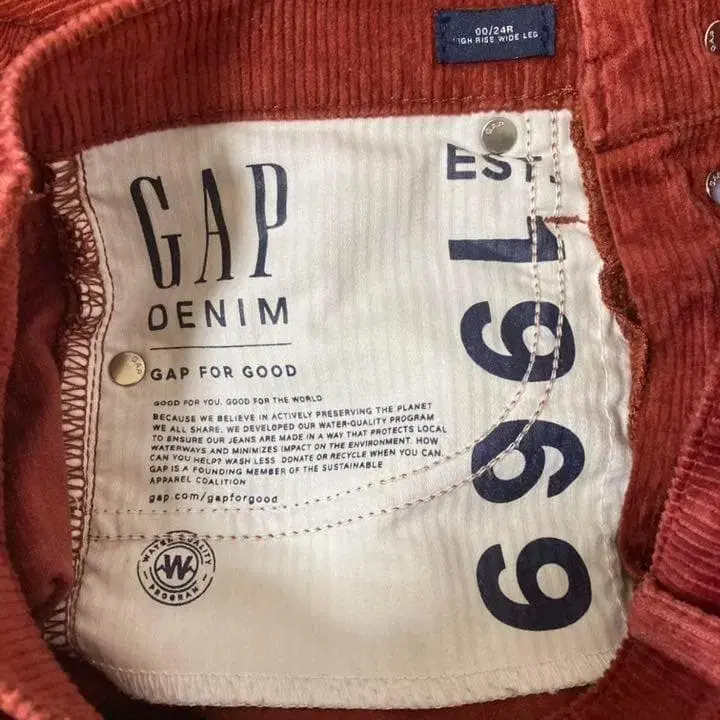 00/24R
HIGH RISE WIDE LEG
GAP
DENIM
GAP FOR GOOD
GOOD FOR YOU. GOOD FOR THE WORLD
BECAUSE WE BELIEVE IN ACTIVELY PRESERVING THE PLANET
WE ALL SHARE, WE DEVELOPED OUR WATER-QUALITY PROGRAM
TO ENSURE OUR JEANS ARE MADE IN A WAY THAT PROTECTS LOCAL
WATERWAYS AND MINIMIZES IMPACT ON THE ENVIRONMENT. HOW
CAN YOU HELP? WASH LESS DONATE OR RECYCLE WHEN YOU CAN.
GAP IS A FOUNDING MEMBER OF THE SUSTAINABLE
APPAREL COALITION
gap.com/gapforgood
WATER QUALITY
W
PROGRAM
EST.
1969
GAP
GAP
GAP
GAP